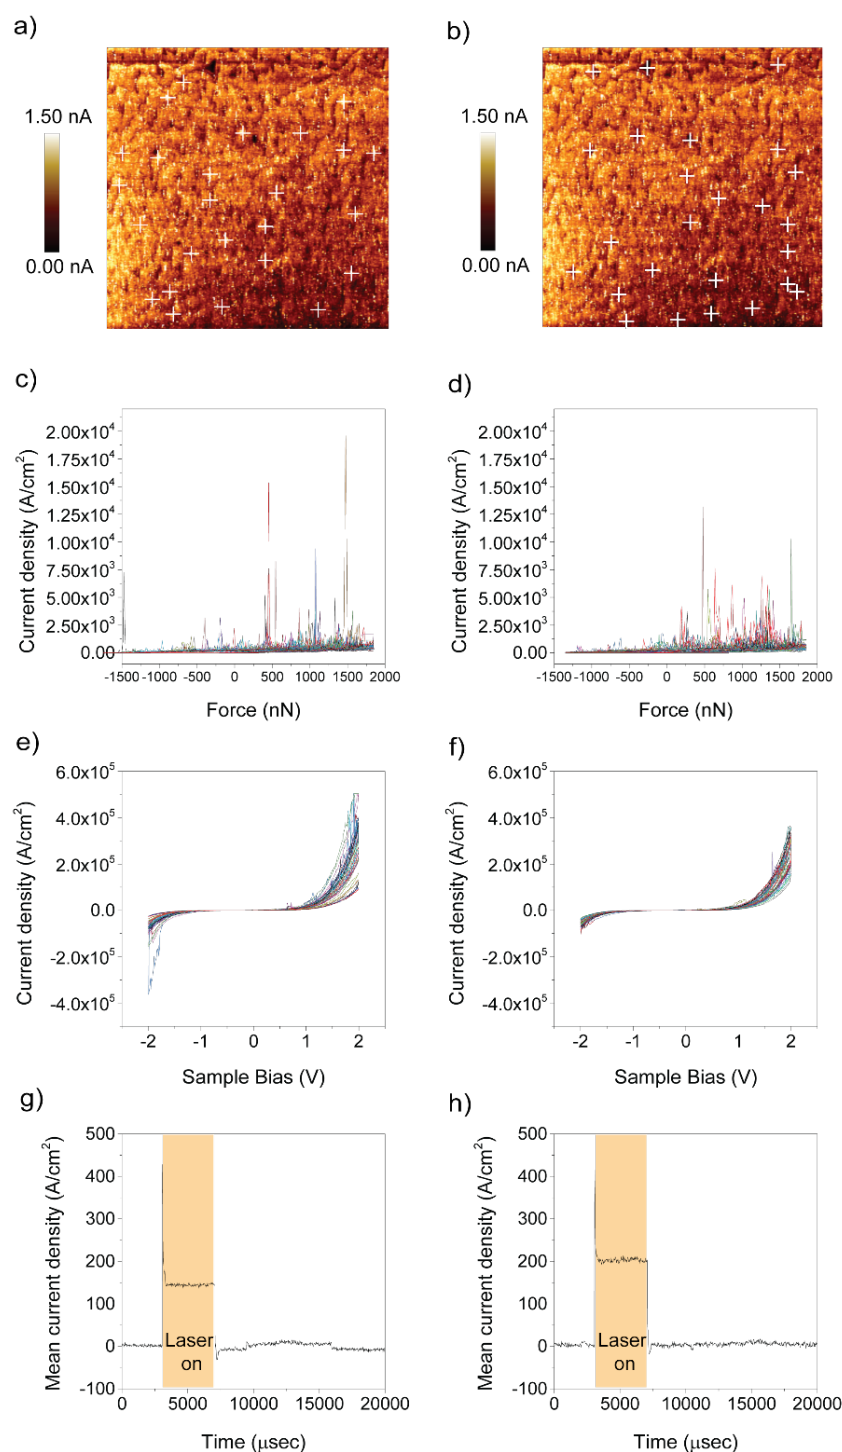 a)
b)
1.50 nA
0.00 nA
1.50 nA
0.00 nA
c)
d)
Current density (A/cm²)
2.00x10⁴
1.75x10⁴
1.50x10⁴
1.25x10⁴
1.00x10⁴
7.50x10³
5.00x10³
2.50x10³
0.00
-1500 -1000 -500 0 500 1000 1500 2000
Force (nN)
Current density (A/cm²)
2.00x10⁴
1.75x10⁴
1.50x10⁴
1.25x10⁴
1.00x10⁴
7.50x10³
5.00x10³
2.50x10³
0.00
-1500 -1000 -500 0 500 1000 1500 2000
Force (nN)
e)
f)
Current density (A/cm²)
6.0x10⁵
4.0x10⁵
2.0x10⁵
0.0
-2.0x10⁵
-4.0x10⁵
-2 -1 0 1 2
Sample Bias (V)
Current density (A/cm²)
6.0x10⁵
4.0x10⁵
2.0x10⁵
0.0
-2.0x10⁵
-4.0x10⁵
-2 -1 0 1 2
Sample Bias (V)
g)
h)
Mean current density (A/cm²)
500
400
300
200
100
0
-100
Laser
on
0 5000 10000 15000 20000
Time (μsec)
Mean current density (A/cm²)
500
400
300
200
100
0
-100
Laser
on
0 5000 10000 15000 20000
Time (μsec)